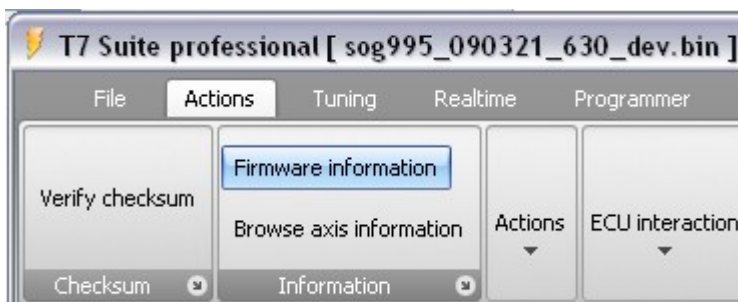 T7 Suite professional [ sog995_090321_630_dev.bin ]
File Actions Tuning Realtime Programmer
Firmware information
Verify checksum
Browse axis information
Actions
ECU interaction
Checksum
Information